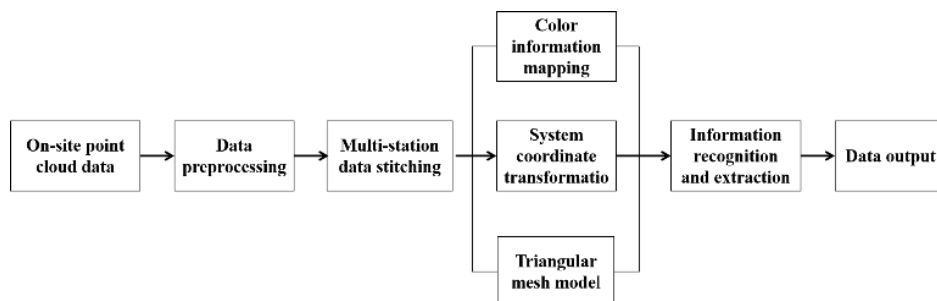 On-site point
cloud data
Data
preprocessing
Multi-station
data stitching
Color
information
mapping
System
coordinate
transformatio
Triangular
mesh model
Information
recognition
and extraction
Data output